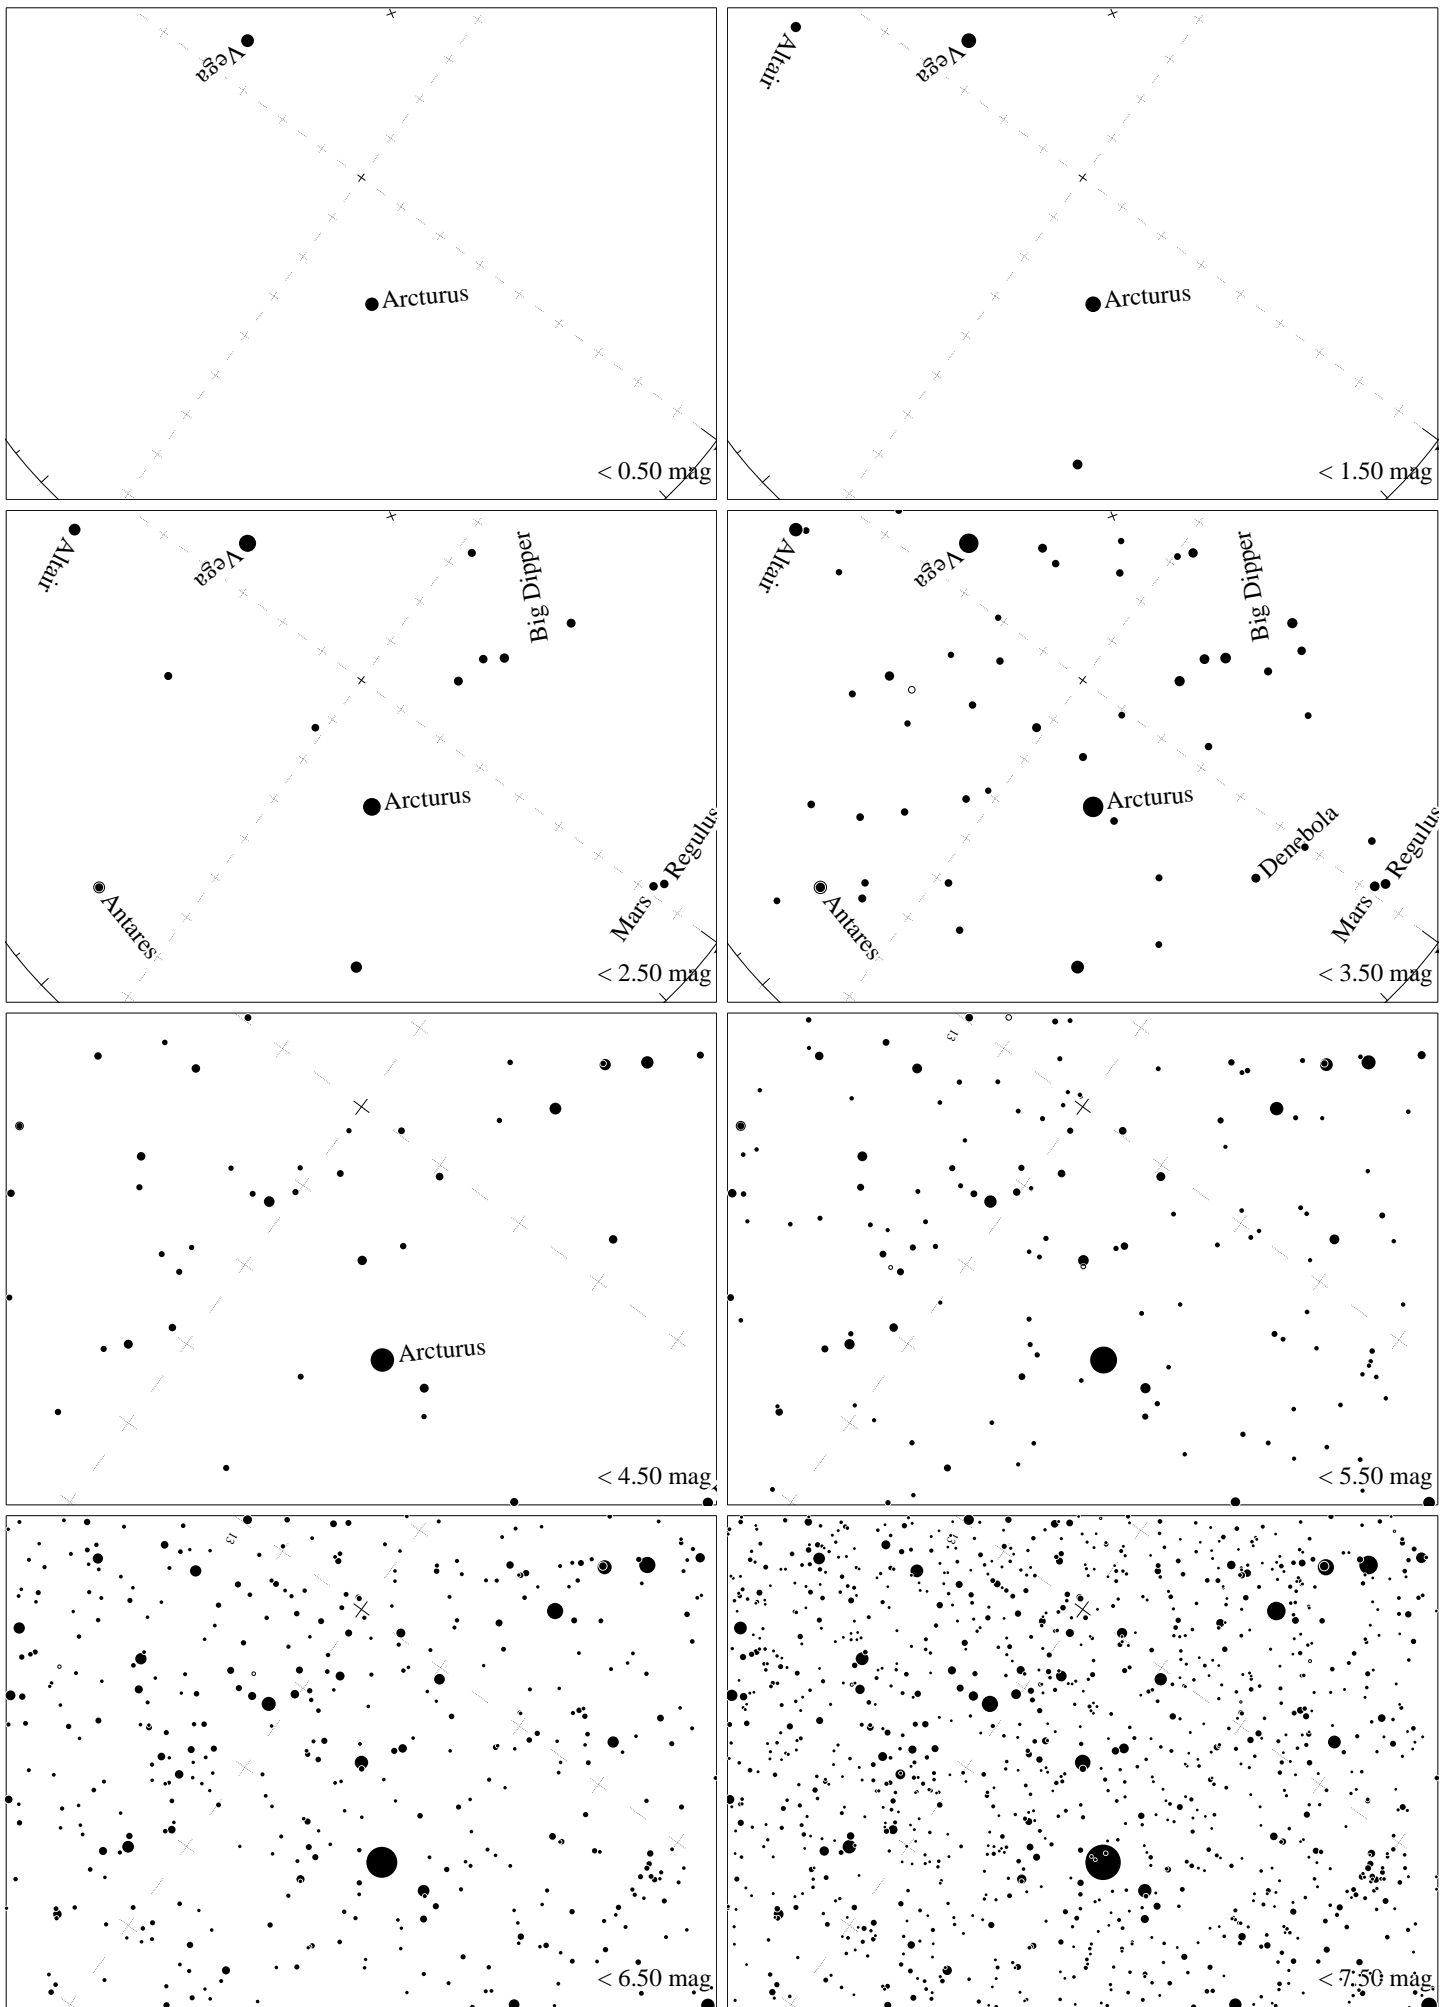 Vega
Arcturus
< 0.50 mag
Altair
Vega
Arcturus
< 1.50 mag
Altair
Vega
Big Dipper
Arcturus
Regulus
Antares
Mars
< 2.50 mag
Altair
Vega
Big Dipper
Arcturus
Denebola
Regulus
Antares
Mars
< 3.50 mag
Arcturus
< 4.50 mag
13
< 5.50 mag
13
< 6.50 mag
13
< 7.50 mag